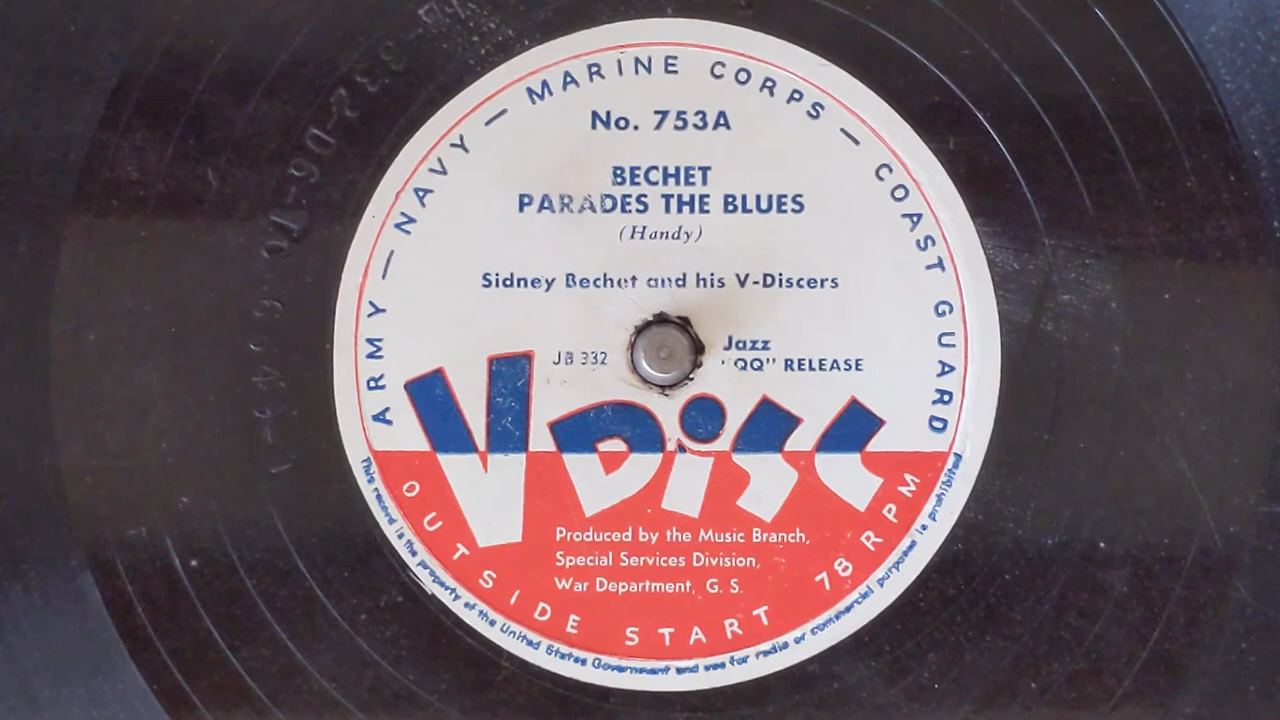 ARMY — NAVY — MARINE CORPS — COAST GUARD
No. 753A
BECHET
PARADES THE BLUES
(Handy)
Sidney Bechet and his V-Discers
JB 332
Jazz
"QQ" RELEASE
V DiSC
Produced by the Music Branch,
Special Services Division,
War Department, G. S.
OUTSIDE START 78 RPM
This record is the property of the United States Government and use for radio or commercial purposes is prohibited.